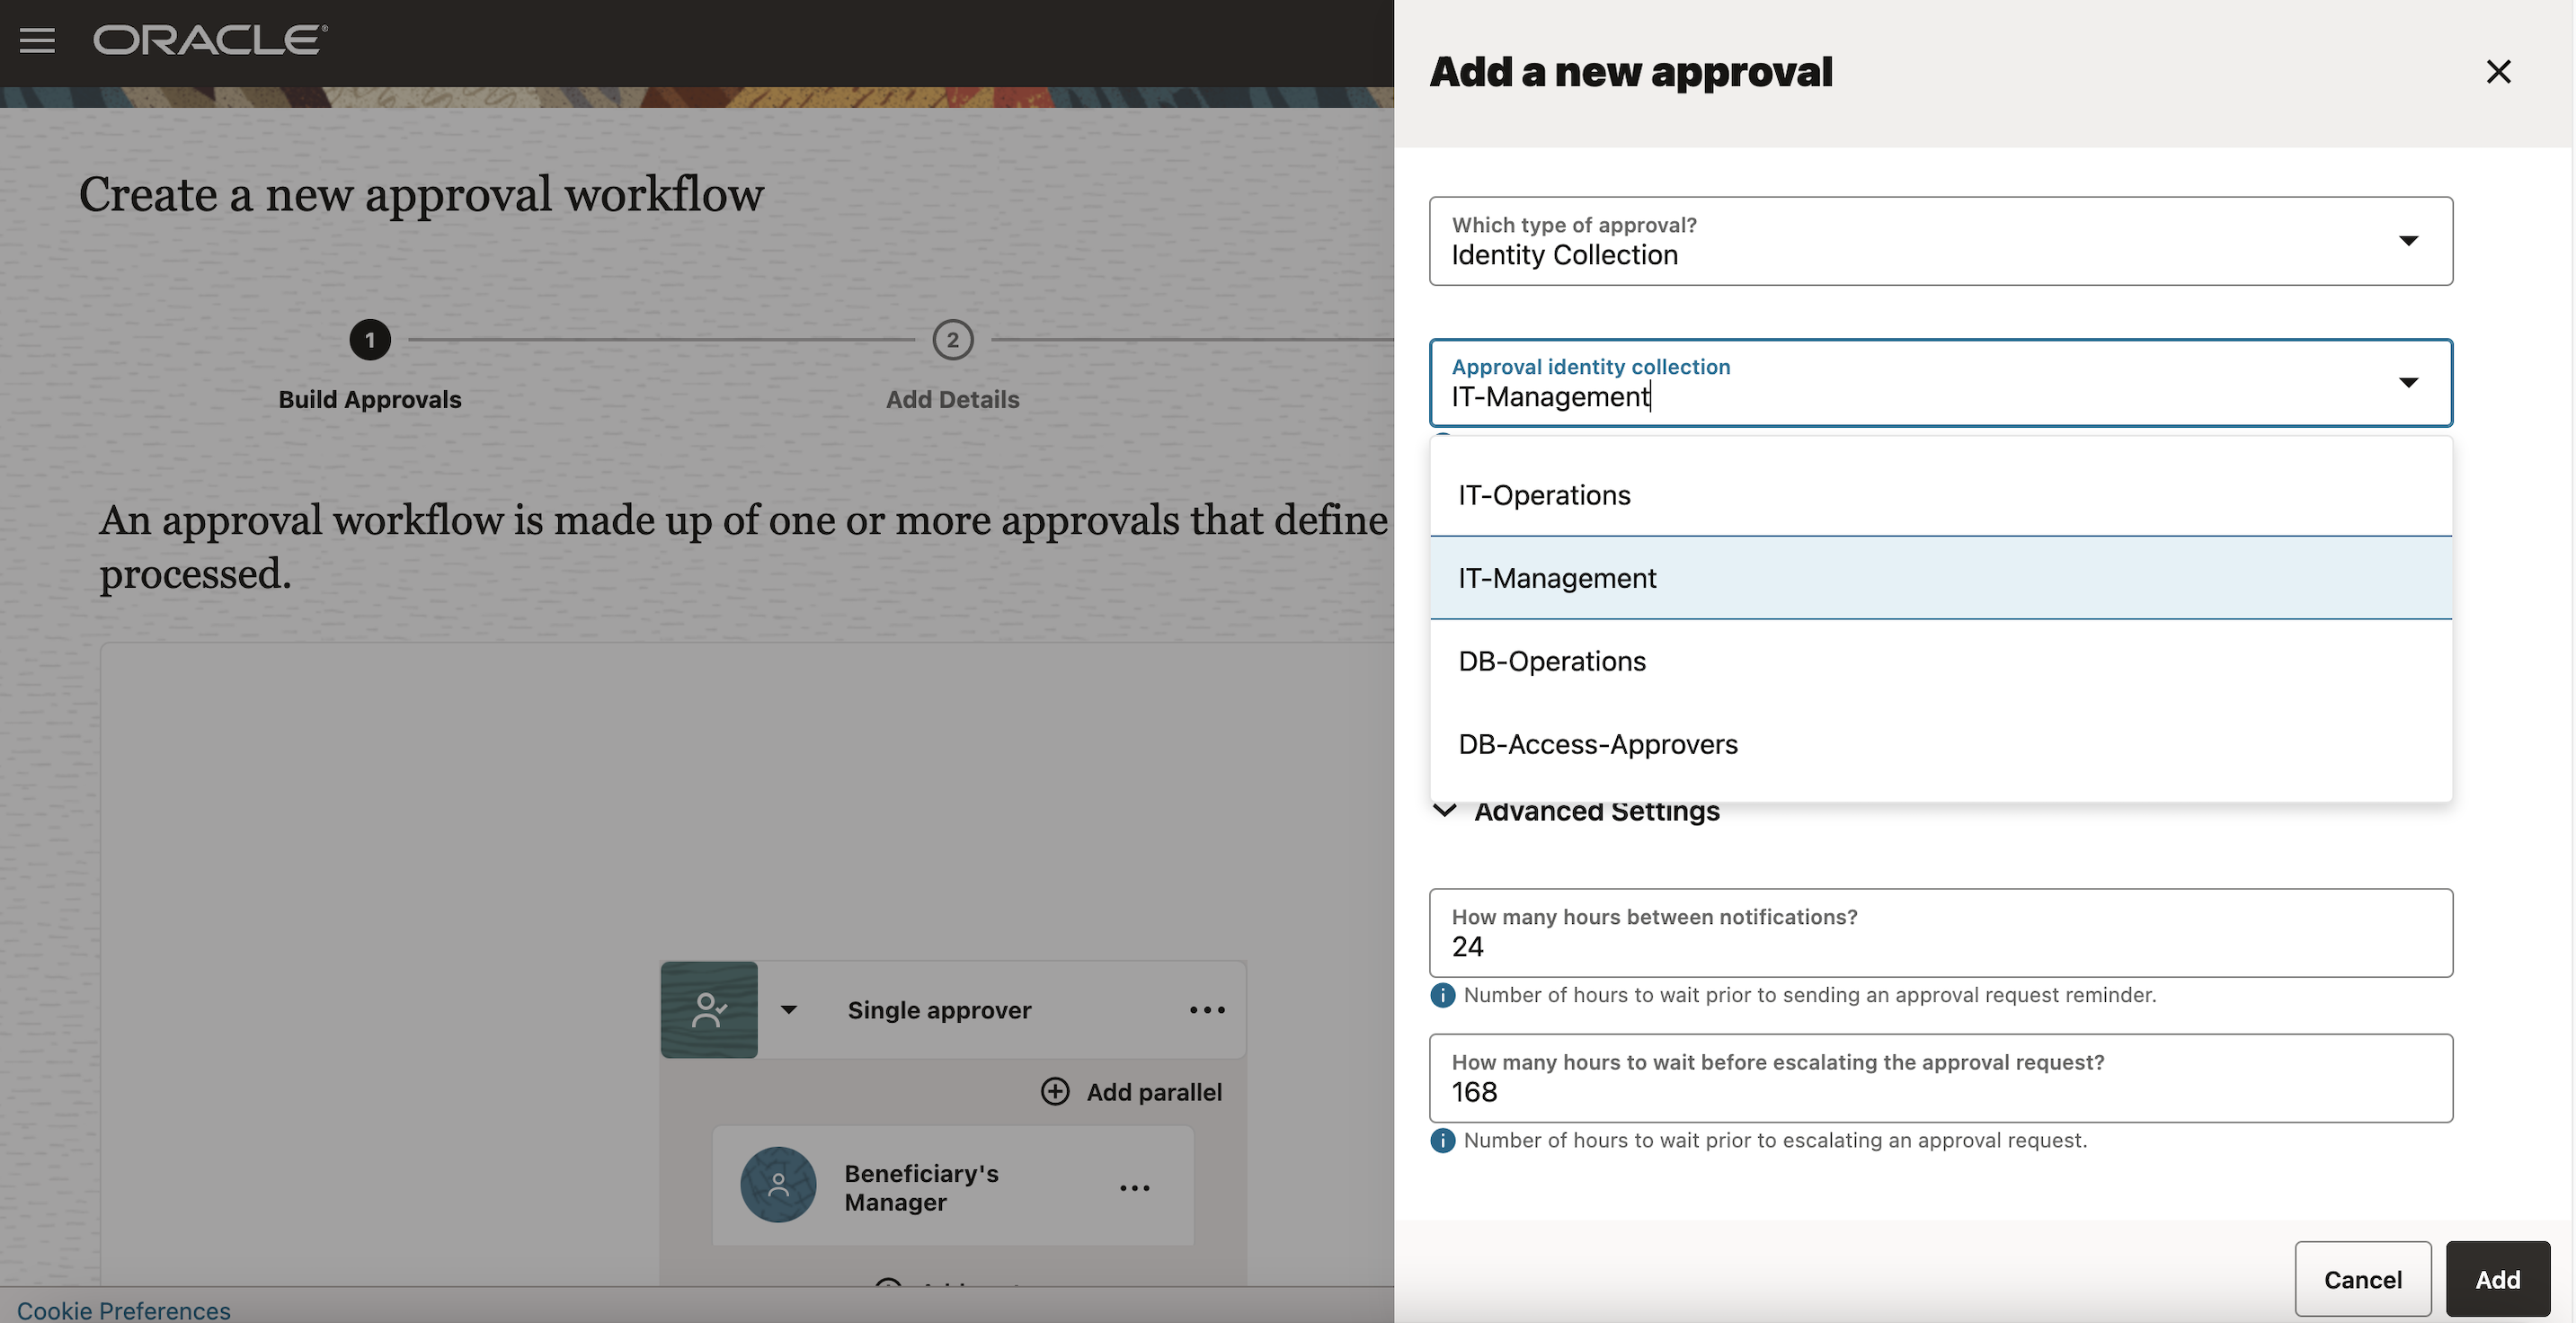 ORACLE
Create a new approval workflow
1
2
Build Approvals
Add Details
An approval workflow is made up of one or more approvals that define
processed.
Single approver
Add parallel
Beneficiary's
Manager
Cookie Preferences
Add a new approval
Which type of approval?
Identity Collection
Approval identity collection
IT-Management
IT-Operations
IT-Management
DB-Operations
DB-Access-Approvers
Advanced Settings
How many hours between notifications?
24
Number of hours to wait prior to sending an approval request reminder.
How many hours to wait before escalating the approval request?
168
Number of hours to wait prior to escalating an approval request.
Cancel
Add